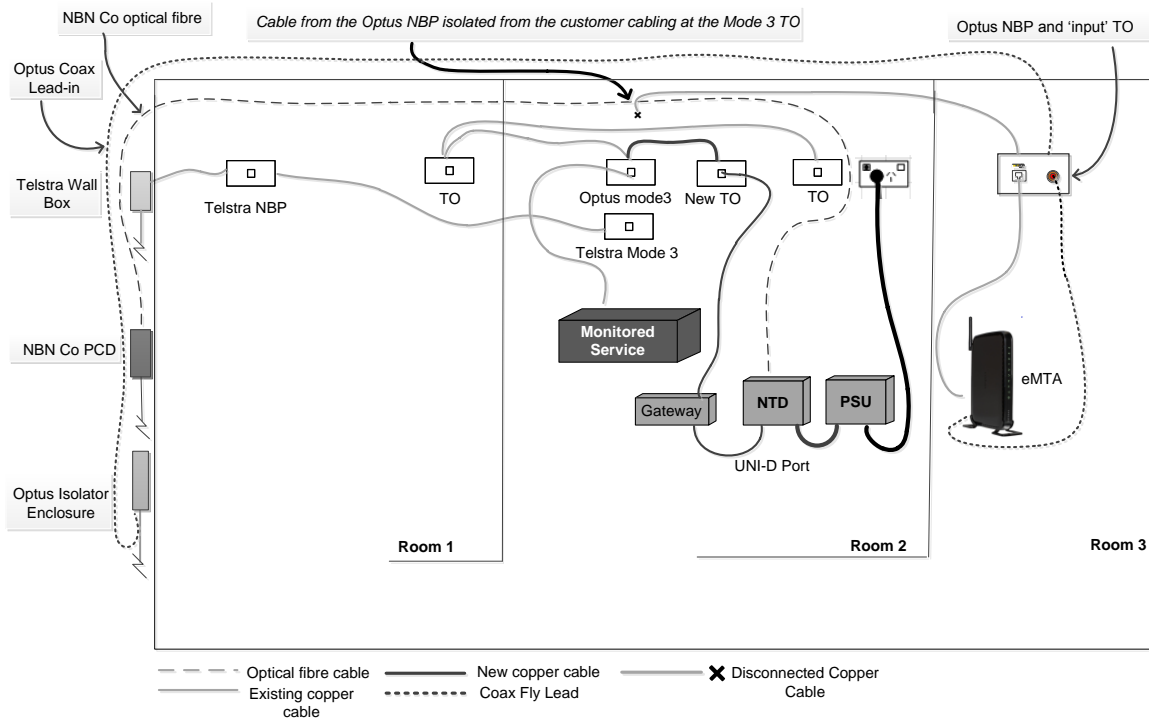 NBN Co optical fibre
Cable from the Optus NBP isolated from the customer cabling at the Mode 3 TO
Optus NBP and ‘input’ TO
Optus Coax
Lead-in
Telstra Wall
Box
Telstra NBP
TO
Optus mode3
New TO
TO
Telstra Mode 3
Monitored
Service
NBN Co PCD
Gateway
NTD
PSU
eMTA
UNI-D Port
Optus Isolator
Enclosure
Room 1
Room 2
Room 3
Optical fibre cable
New copper cable
Disconnected Copper
Cable
Existing copper
cable
Coax Fly Lead